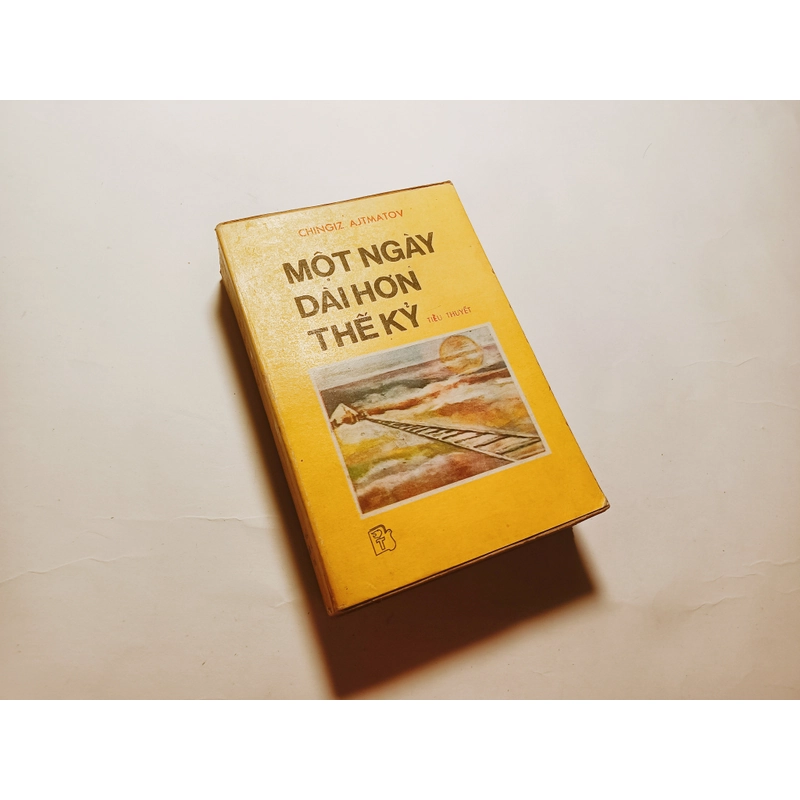 CHINGIZ AJTMATOV
MỘT NGÀY
DÀI HƠN
THẾ KỶ
TIỂU THUYẾT